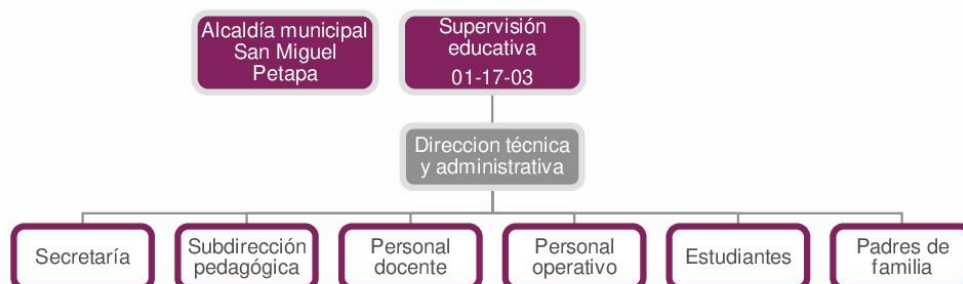 Alcaldía municipal
San Miguel
Petapa
Supervisión
educativa
01-17-03
Direccion técnica
y administrativa
Secretaría
Subdirección
pedagógica
Personal
docente
Personal
operativo
Estudiantes
Padres de
familia